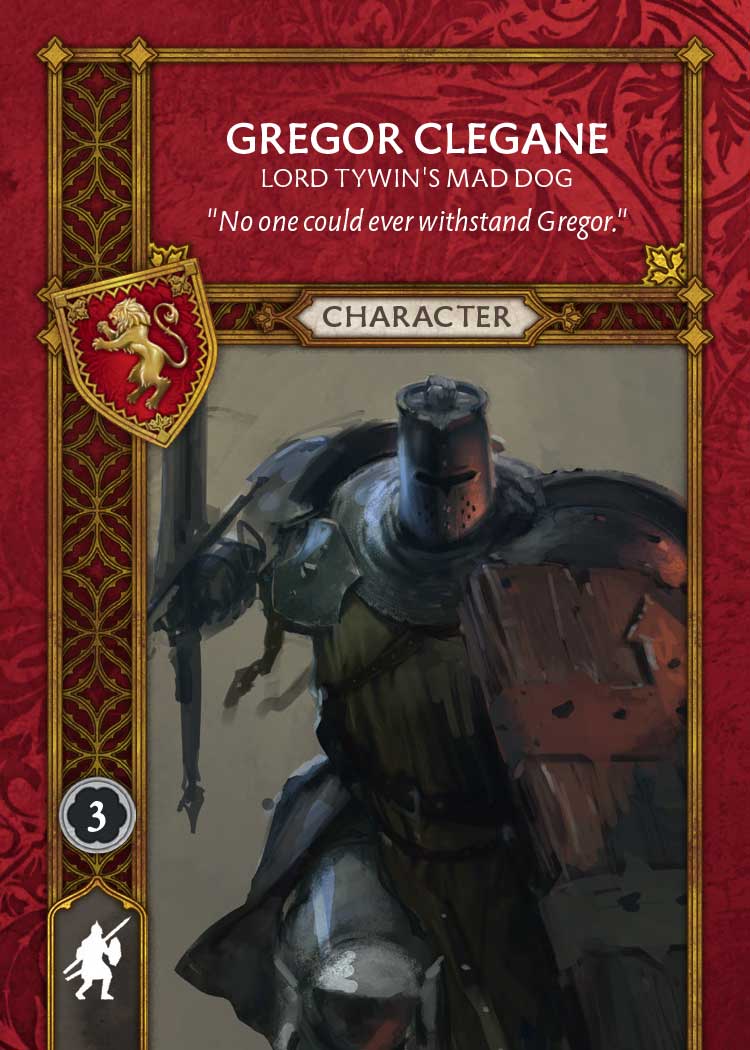 GREGOR CLEGANE
LORD TYWIN'S MAD DOG
"No one could ever withstand Gregor."
CHARACTER
3